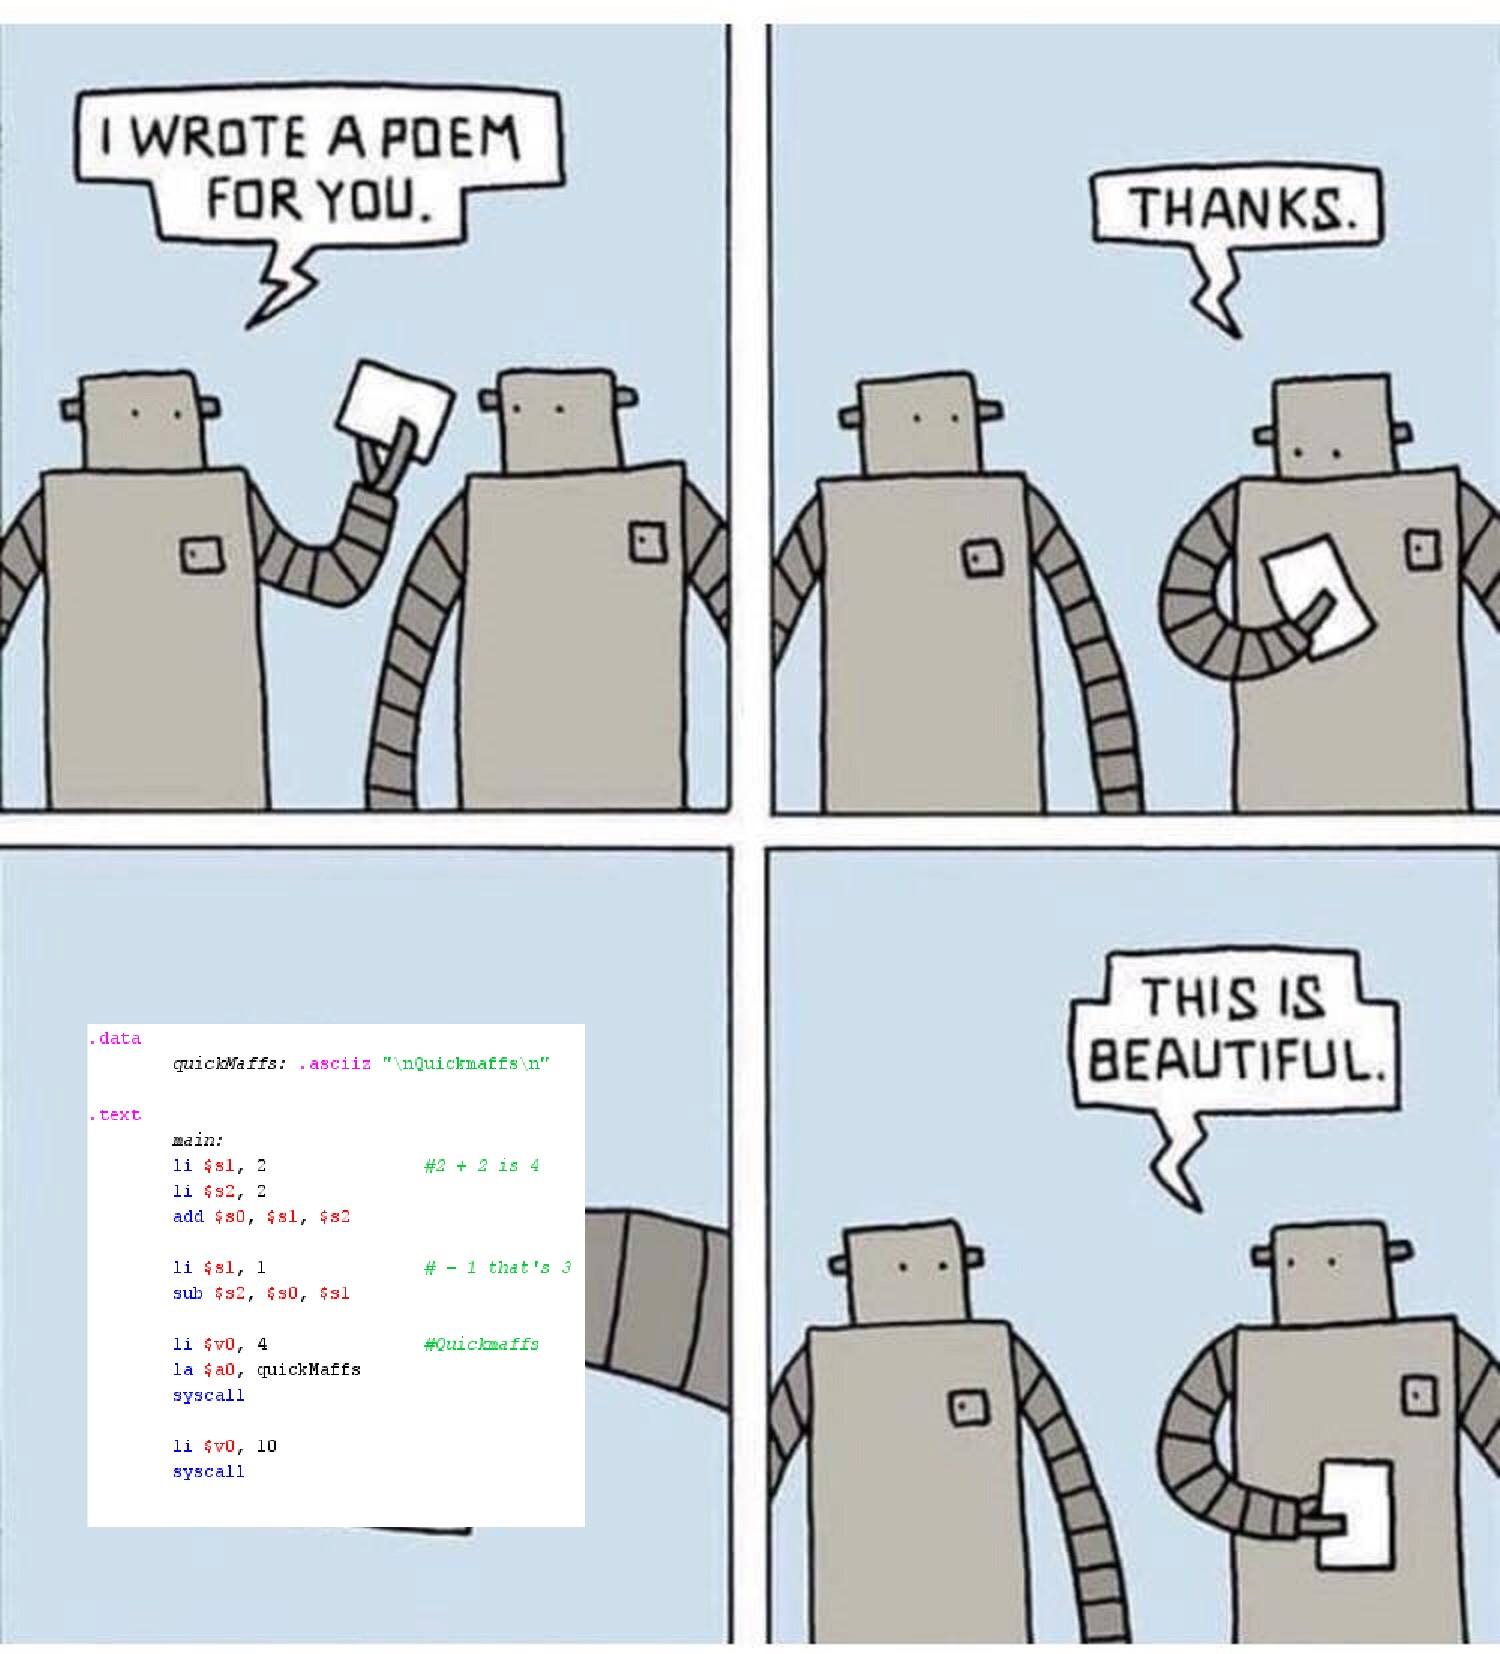 I WROTE A POEM
FOR YOU.
THANKS.
.data
quickMaffs: .asciiz "\nQuickmaffs\n"
.text
main:
li $s1, 2 #2 + 2 is 4
li $s2, 2
add $s0, $s1, $s2
li $s1, 1 # - 1 that's 3
sub $s2, $s0, $s1
li $v0, 4 #Quickmaffs
la $a0, quickMaffs
syscall
li $v0, 10
syscall
THIS IS
BEAUTIFUL.